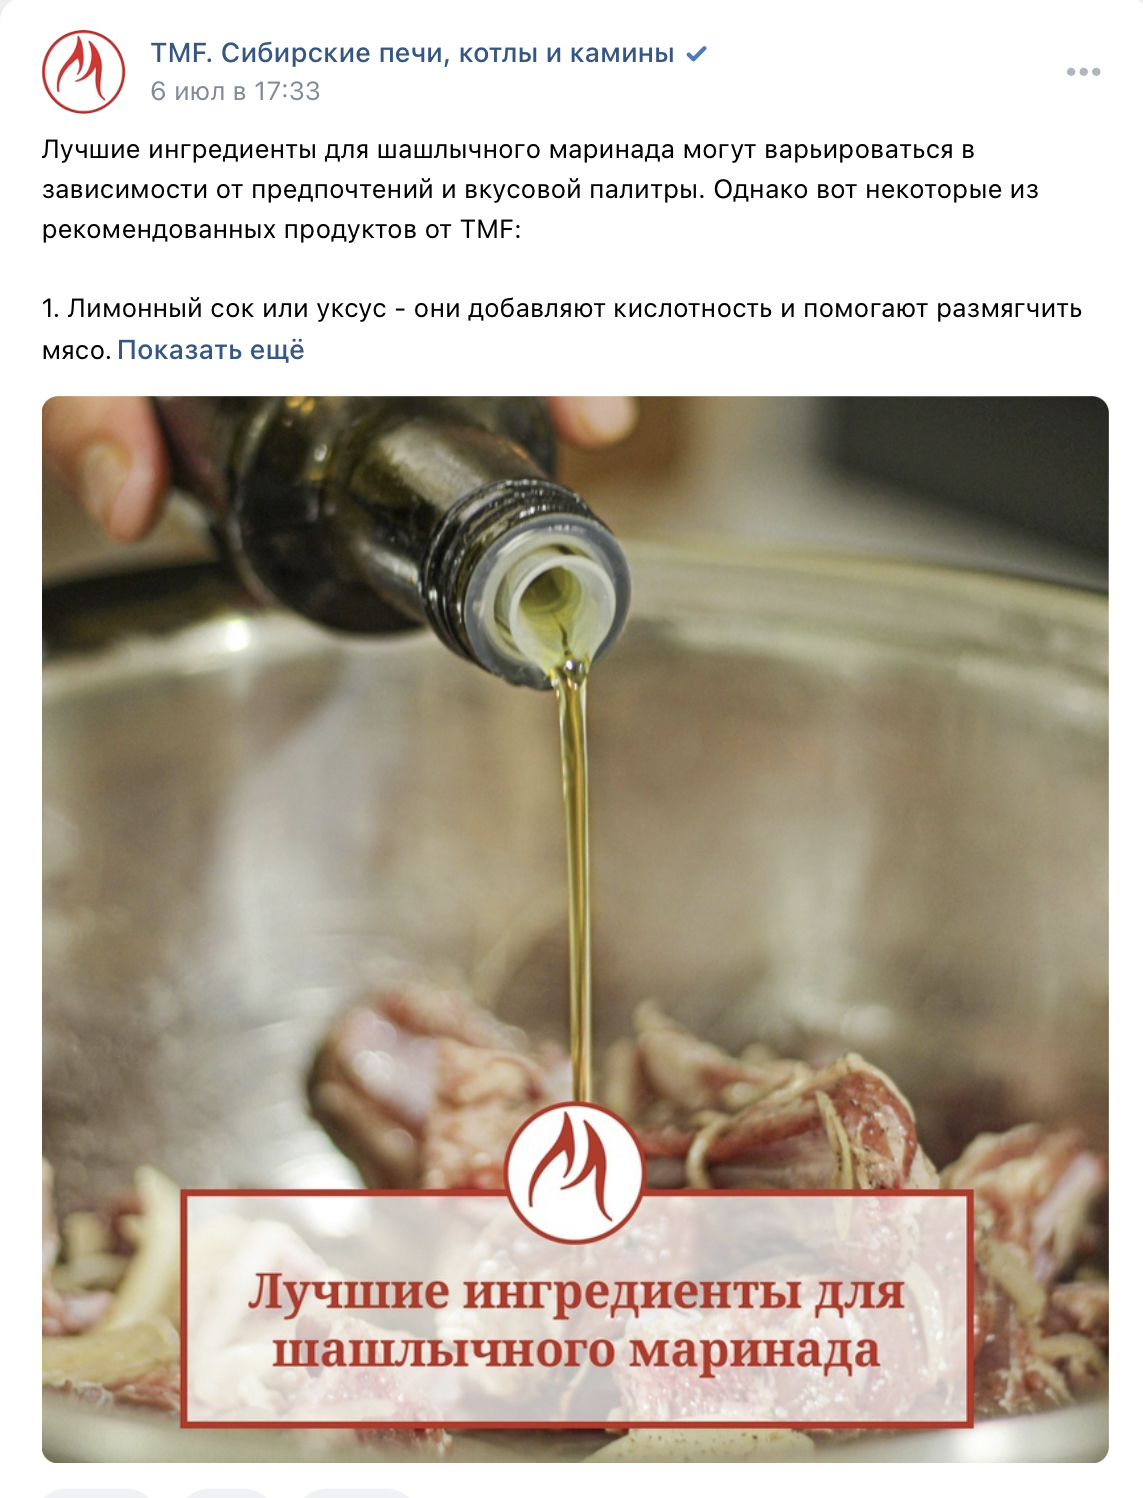 TMF. Сибирские печи, котлы и камины
6 июл в 17:33
Лучшие ингредиенты для шашлычного маринада могут варьироваться в
зависимости от предпочтений и вкусовой палитры. Однако вот некоторые из
рекомендованных продуктов от TMF:
1. Лимонный сок или уксус - они добавляют кислотность и помогают размягчить
мясо. Показать ещё
Лучшие ингредиенты для
шашлычного маринада